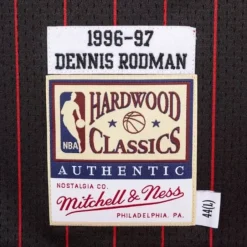 1996-97
DENNIS RODMAN
HARDWOOD
CLASSICS
NBA
AUTHENTIC
NOSTALGIA CO.
Mitchell & Ness
PHILADELPHIA, PA.
44(L)